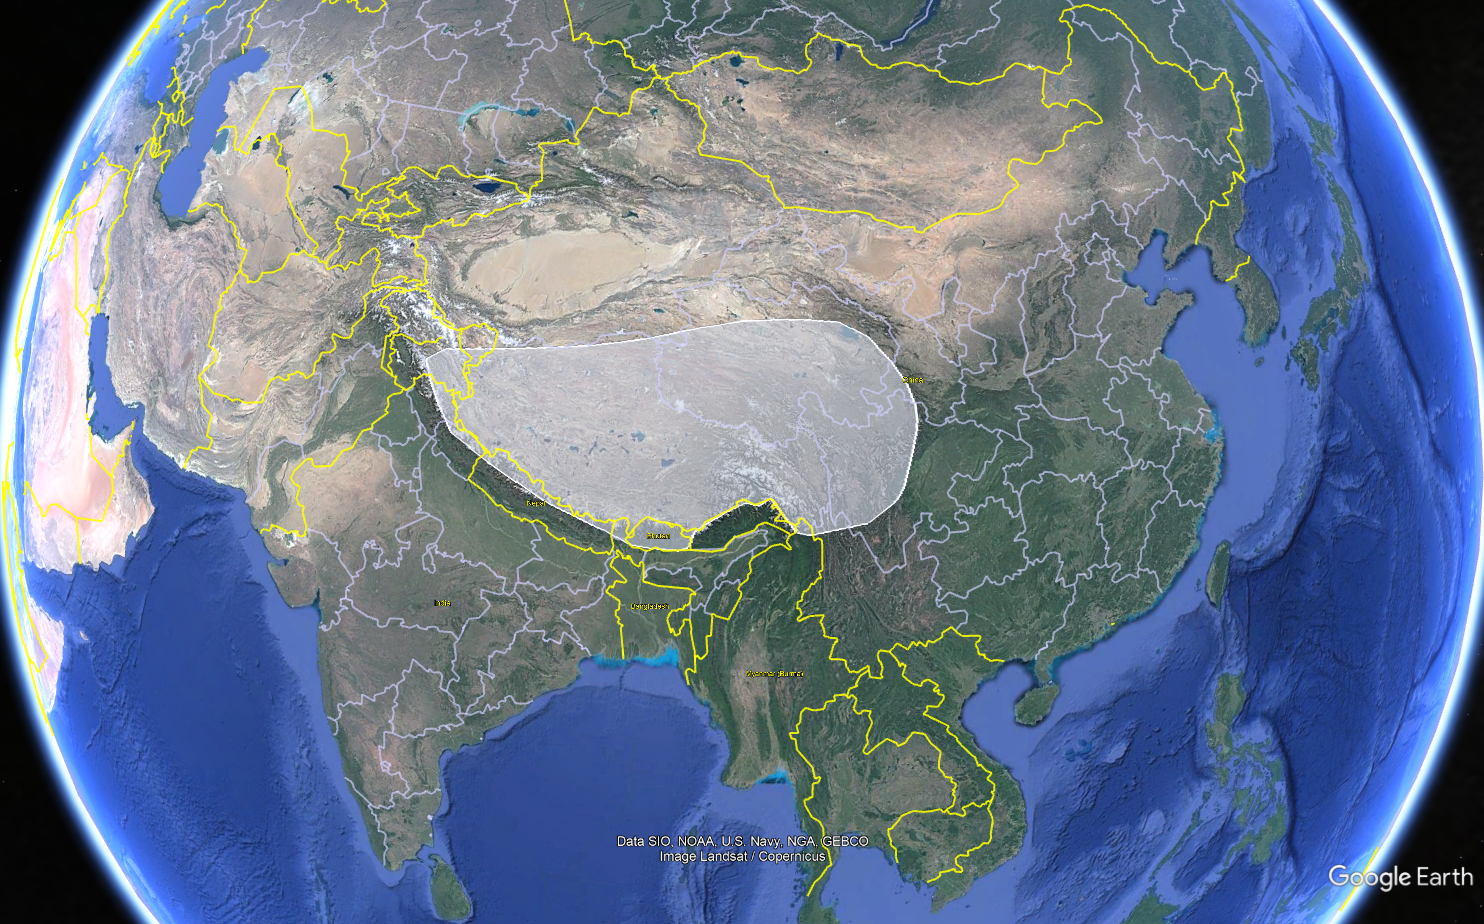 China
Nepal
Bhutan
India
Bangladesh
Myanmar(Burma)
Data SIO, NOAA, U.S. Navy, NGA, GEBCO
Image Landsat / Copernicus
Google Earth